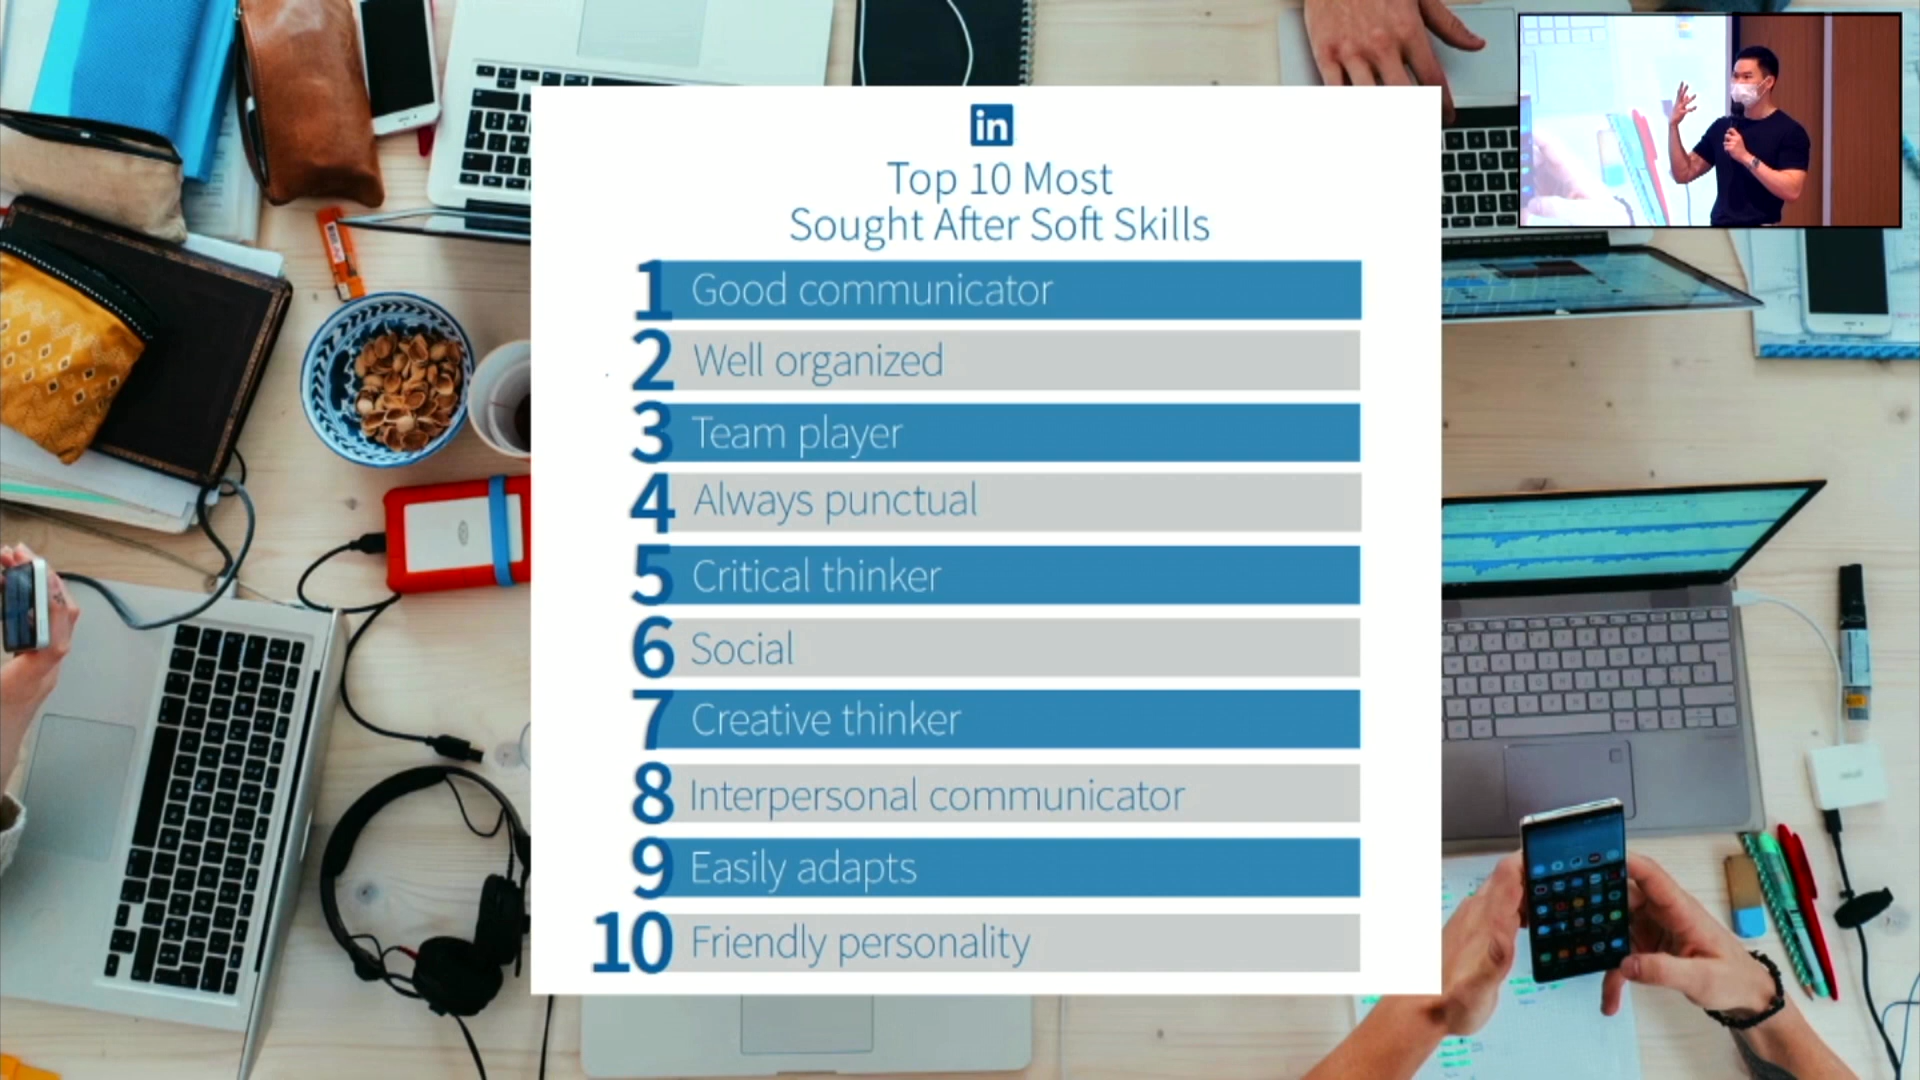 in
Top 10 Most
Sought After Soft Skills
1 Good communicator
2 Well organized
3 Team player
4 Always punctual
5 Critical thinker
6 Social
7 Creative thinker
8 Interpersonal communicator
9 Easily adapts
10 Friendly personality